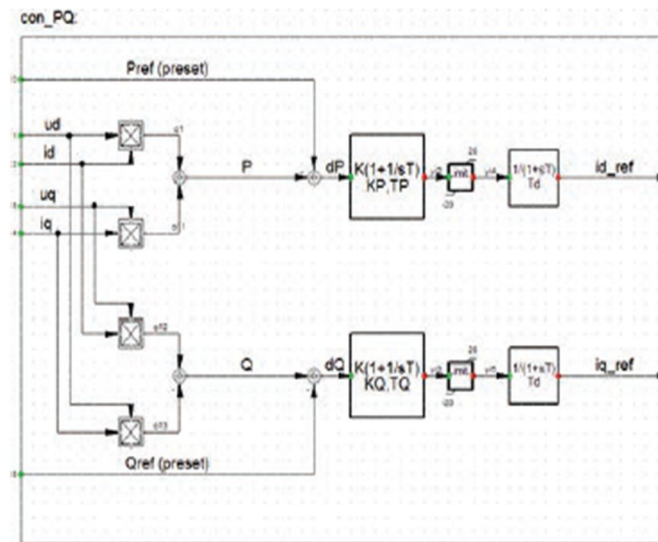 con_PQ:
Pref (preset)
ud
id
uq
iq
P
dP
K(1+1/sT)
KP,TP
1/(1+sT)
Td
id_ref
Q
dQ
K(1+1/sT)
KQ,TQ
1/(1+sT)
Td
iq_ref
Qref (preset)